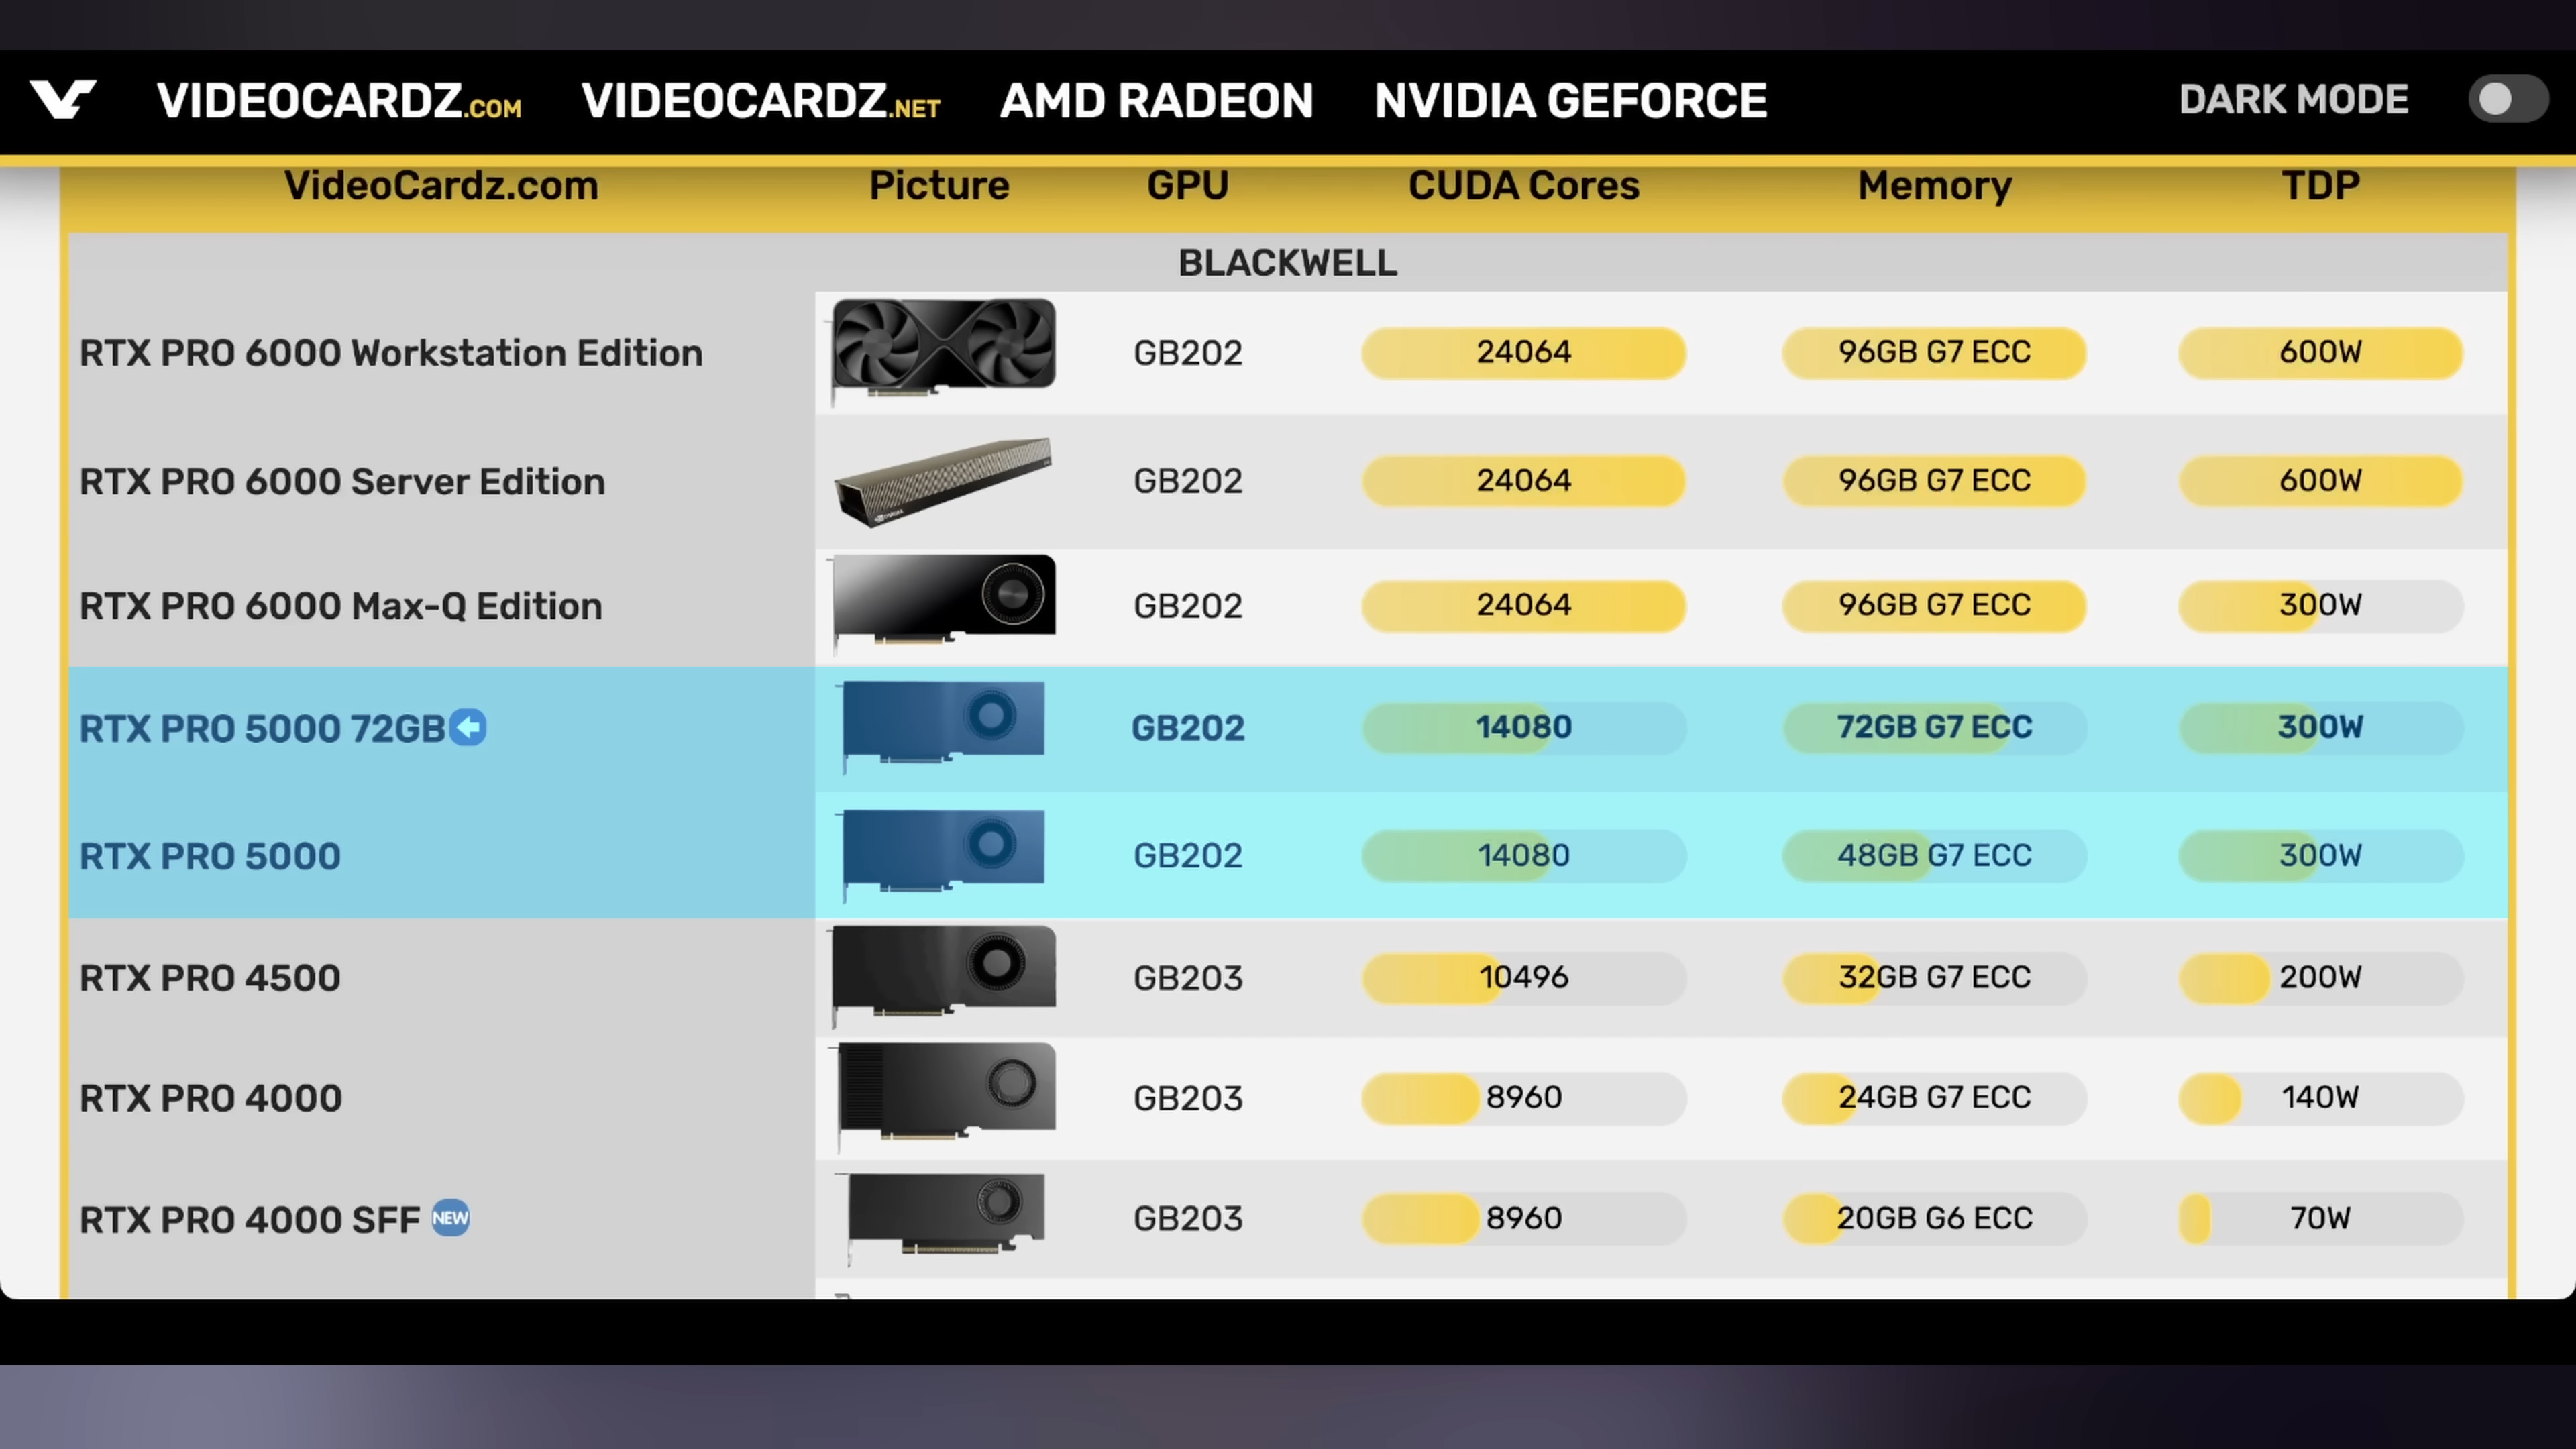 VIDEOCARDZ.COM VIDEOCARDZ.NET AMD RADEON NVIDIA GEFORCE DARK MODE
VideoCardz.com Picture GPU CUDA Cores Memory TDP
BLACKWELL
RTX PRO 6000 Workstation Edition GB202 24064 96GB G7 ECC 600W
RTX PRO 6000 Server Edition GB202 24064 96GB G7 ECC 600W
RTX PRO 6000 Max-Q Edition GB202 24064 96GB G7 ECC 300W
RTX PRO 5000 72GB GB202 14080 72GB G7 ECC 300W
RTX PRO 5000 GB202 14080 48GB G7 ECC 300W
RTX PRO 4500 GB203 10496 32GB G7 ECC 200W
RTX PRO 4000 GB203 8960 24GB G7 ECC 140W
RTX PRO 4000 SFF NEW GB203 8960 20GB G6 ECC 70W